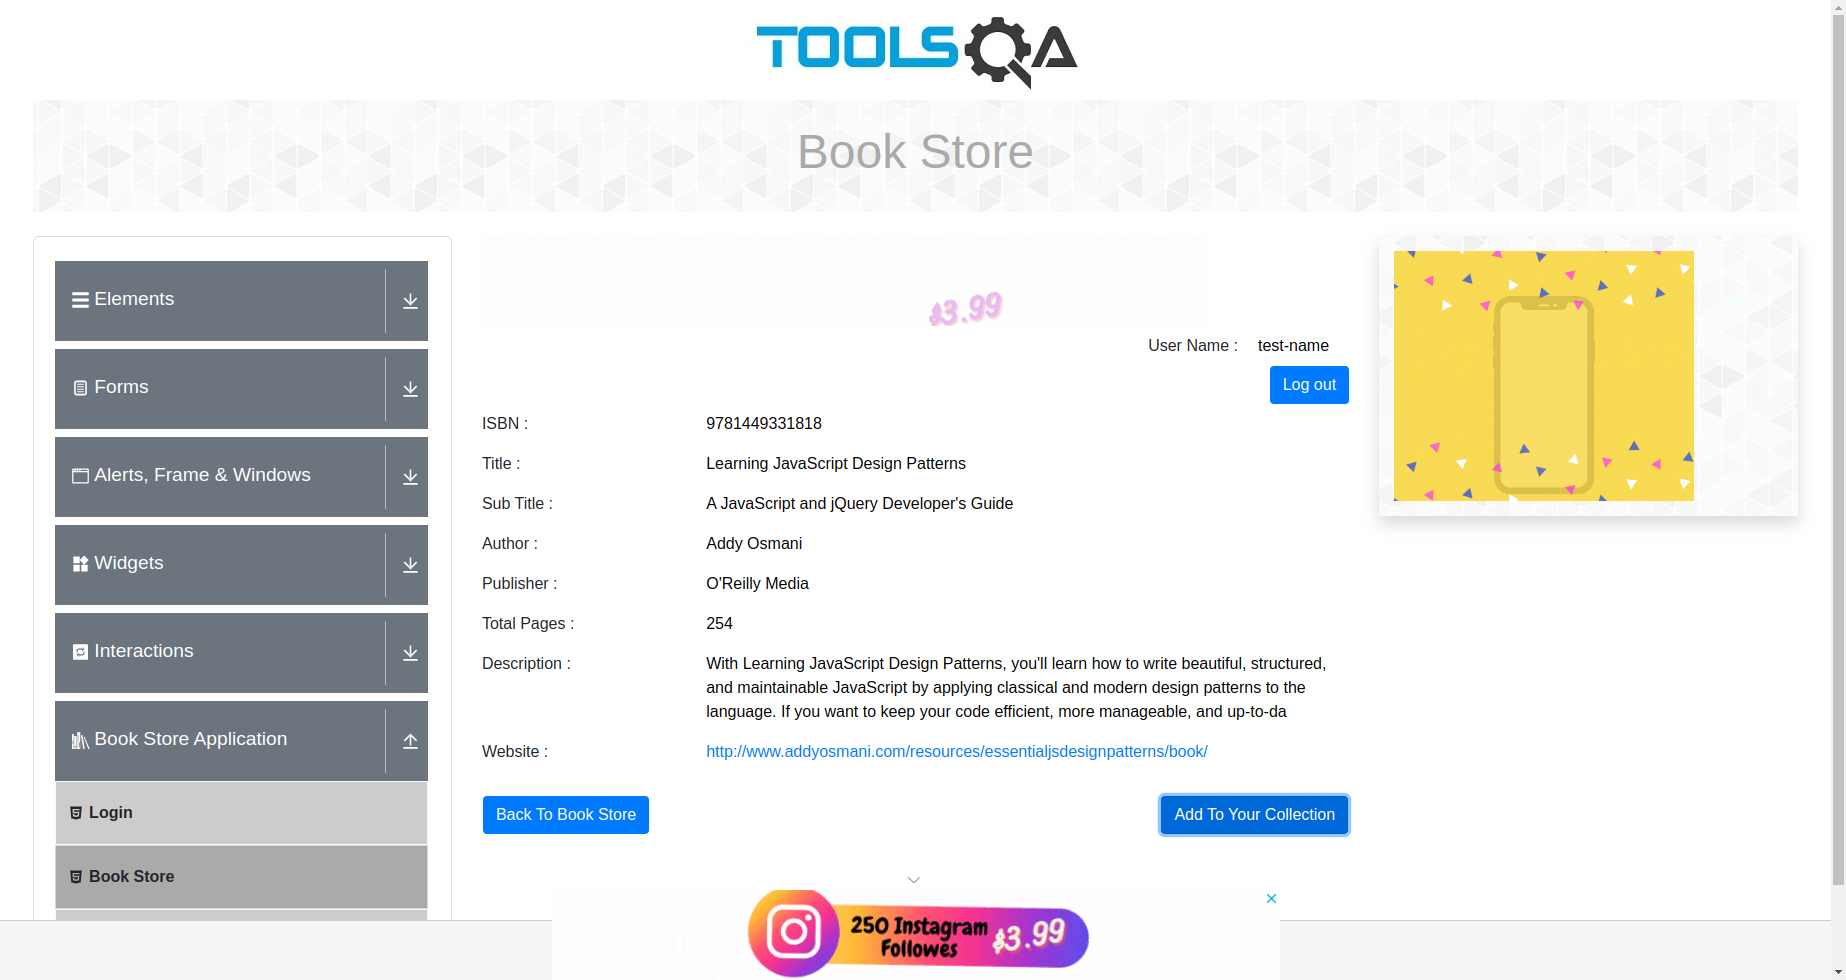 TOOLSQA
Book Store
Elements
Forms
Alerts, Frame & Windows
Widgets
Interactions
Book Store Application
Login
Book Store
$3.99
User Name : test-name
Log out
ISBN : 9781449331818
Title : Learning JavaScript Design Patterns
Sub Title : A JavaScript and jQuery Developer's Guide
Author : Addy Osmani
Publisher : O'Reilly Media
Total Pages : 254
Description : With Learning JavaScript Design Patterns, you'll learn how to write beautiful, structured,
and maintainable JavaScript by applying classical and modern design patterns to the
language. If you want to keep your code efficient, more manageable, and up-to-da
Website : http://www.addyosmani.com/resources/essentialjsdesignpatterns/book/
Back To Book Store
Add To Your Collection
250 Instagram
Followes
$3.99